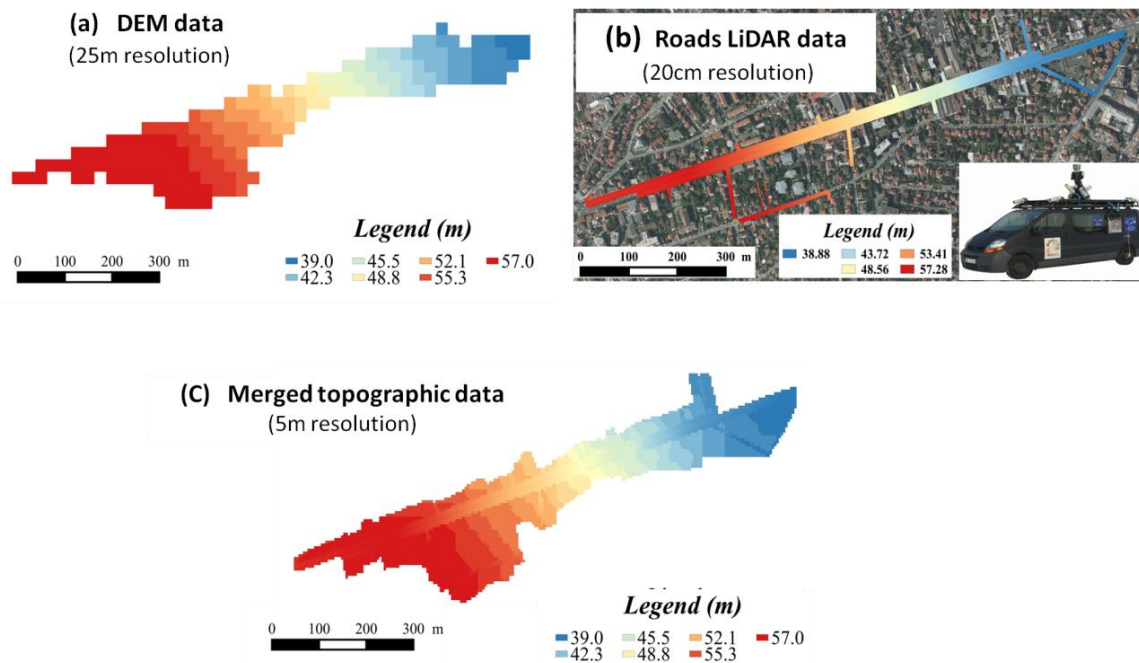 (a) DEM data
(25m resolution)
Legend (m)
39.0 45.5 52.1 57.0
42.3 48.8 55.3
0 100 200 300 m
(b) Roads LiDAR data
(20cm resolution)
Legend (m)
38.88 43.72 53.41
48.56 57.28
0 100 200 300 m
(C) Merged topographic data
(5m resolution)
Legend (m)
39.0 45.5 52.1 57.0
42.3 48.8 55.3
0 100 200 300 m